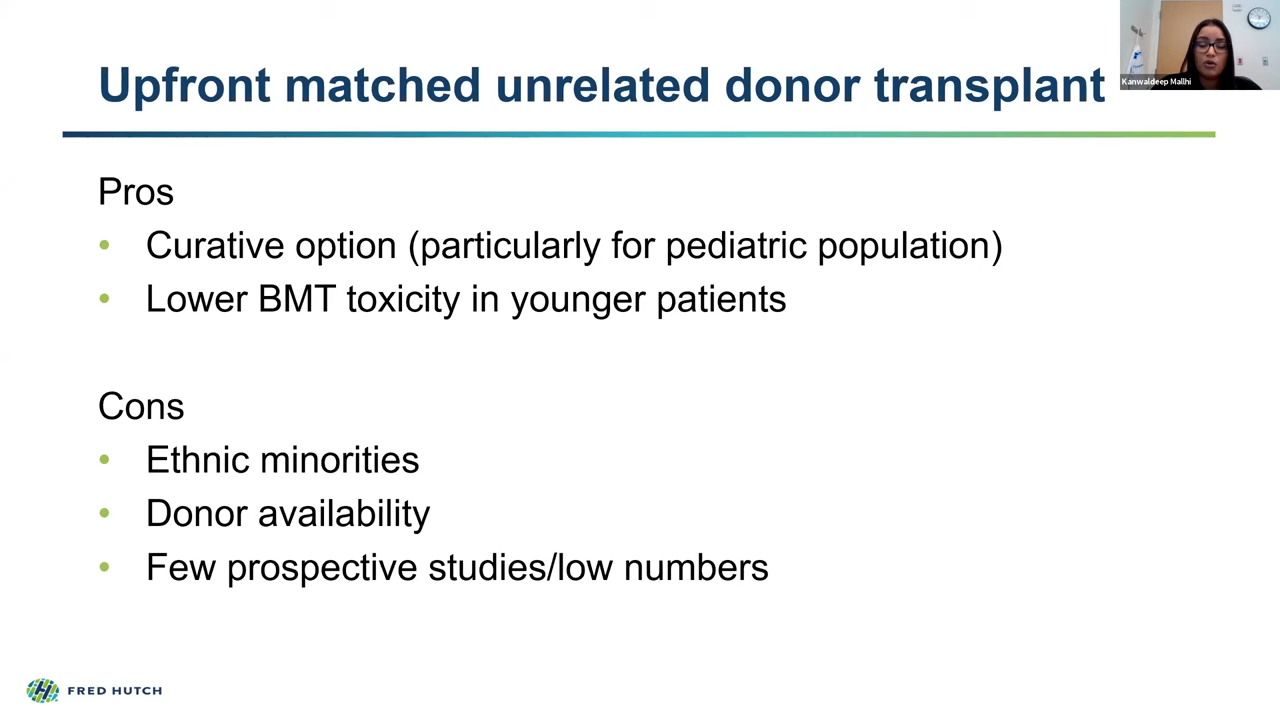 Upfront matched unrelated donor transplant
Kanwaldeep Mallhi
Pros
• Curative option (particularly for pediatric population)
• Lower BMT toxicity in younger patients
Cons
• Ethnic minorities
• Donor availability
• Few prospective studies/low numbers
FRED HUTCH